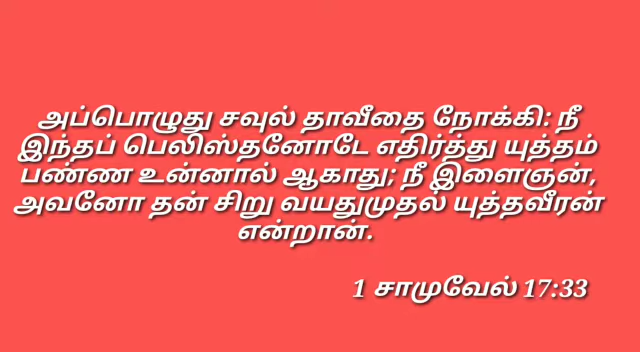 அப்பொழுது சவுல் தாவீதை நோக்கி: நீ
இந்தப் பெலிஸ்தனோடே எதிர்த்து யுத்தம்
பண்ண உன்னால் ஆகாது; நீ இளைஞன்,
அவனோ தன் சிறு வயதுமுதல் யுத்தவீரன்
என்றான்.
1 சாமுவேல் 17:33